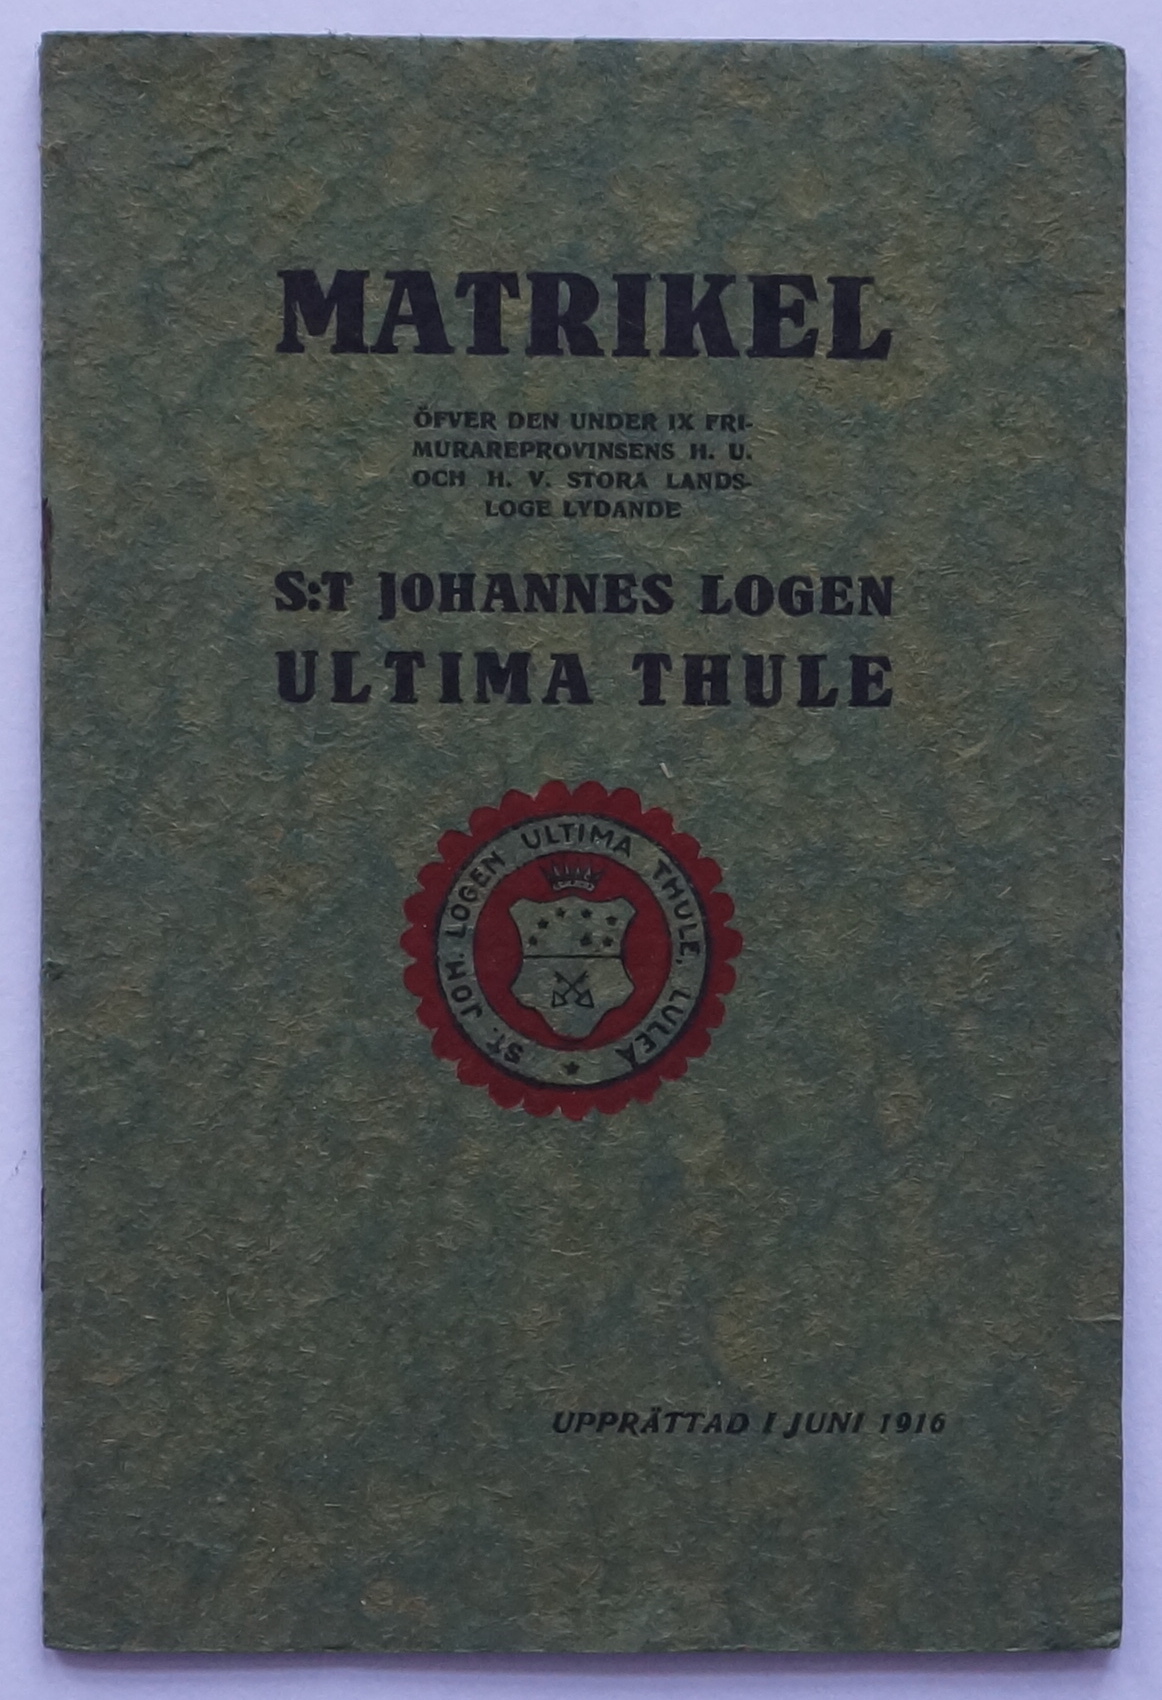 MATRIKEL
ÖFVER DEN UNDER IX FRI-
MURAREPROVINSENS H. U.
OCH H. V. STORA LANDS-
LOGE LYDANDE
S:T JOHANNES LOGEN
ULTIMA THULE
ST. JOH. LOGEN ULTIMA THULE, LULEÅ
UPPRÄTTAD I JUNI 1916